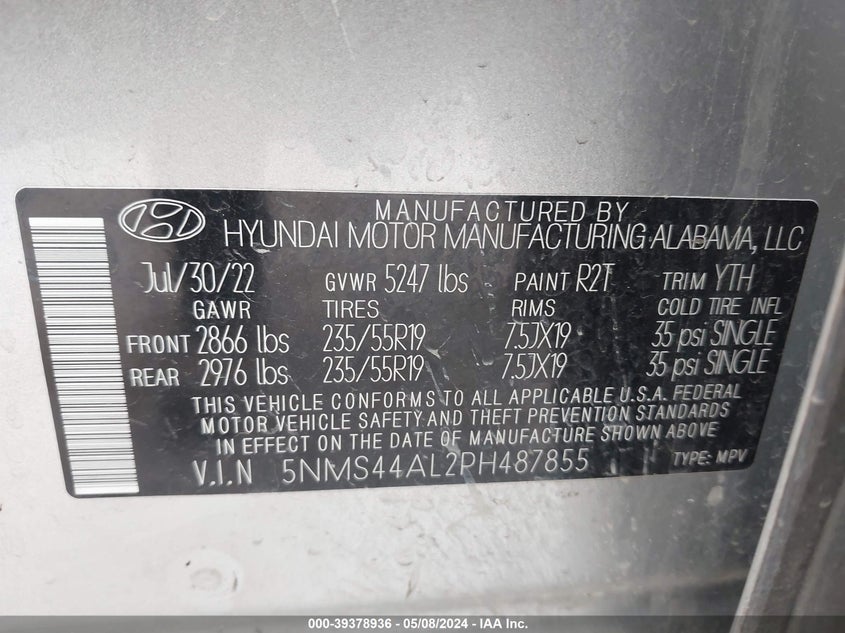 MANUFACTURED BY
HYUNDAI MOTOR MANUFACTURING ALABAMA, LLC
Jul/30/22 GVWR 5247 lbs PAINT R2T TRIM YTH
GAWR TIRES RIMS COLD TIRE INFL
FRONT 2866 lbs 235/55R19 7.5JX19 35 psi SINGLE
REAR 2976 lbs 235/55R19 7.5JX19 35 psi SINGLE
THIS VEHICLE CONFORMS TO ALL APPLICABLE U.S.A. FEDERAL
MOTOR VEHICLE SAFETY AND THEFT PREVENTION STANDARDS
IN EFFECT ON THE DATE OF MANUFACTURE SHOWN ABOVE.
V.I.N 5NMS44AL2PH487855 TYPE: MPV
000-39378936 - 05/08/2024 - IAA Inc.